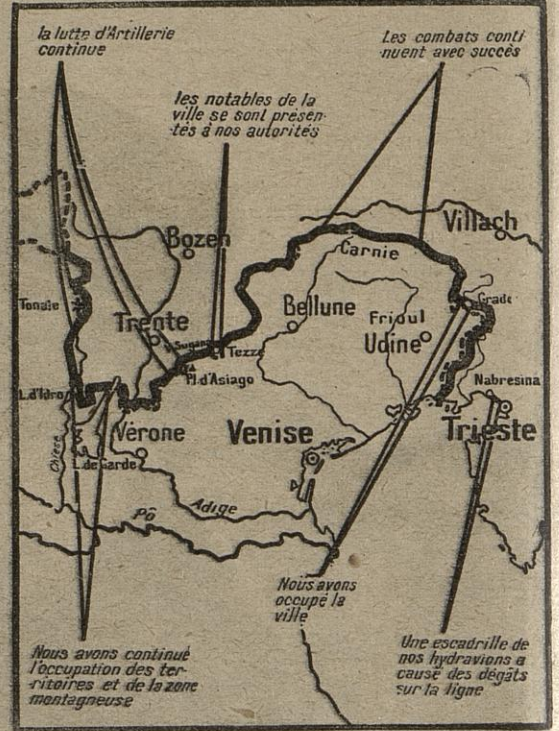 la lutte d'Artillerie
continue
Les combats conti
nuent avec succès
les notables de la
ville se sont présen-
tés à nos autorités
Villach
Bozen
Carnie
Tonale
Bellune
Grade
Frioul
Trente
Udine
Sugana
Tezze
Pl. d'Asiago
Nabresina
L.d'Idro
Vérone
Venise
Trieste
Chiese
L.de Garde
Adige
Pô
Nous avons
occupé la
ville
Nous avons continué
l'occupation des ter-
ritoires et de la zone
montagneuse
Une escadrille de
nos hydravions a
causé des dégâts
sur la ligne